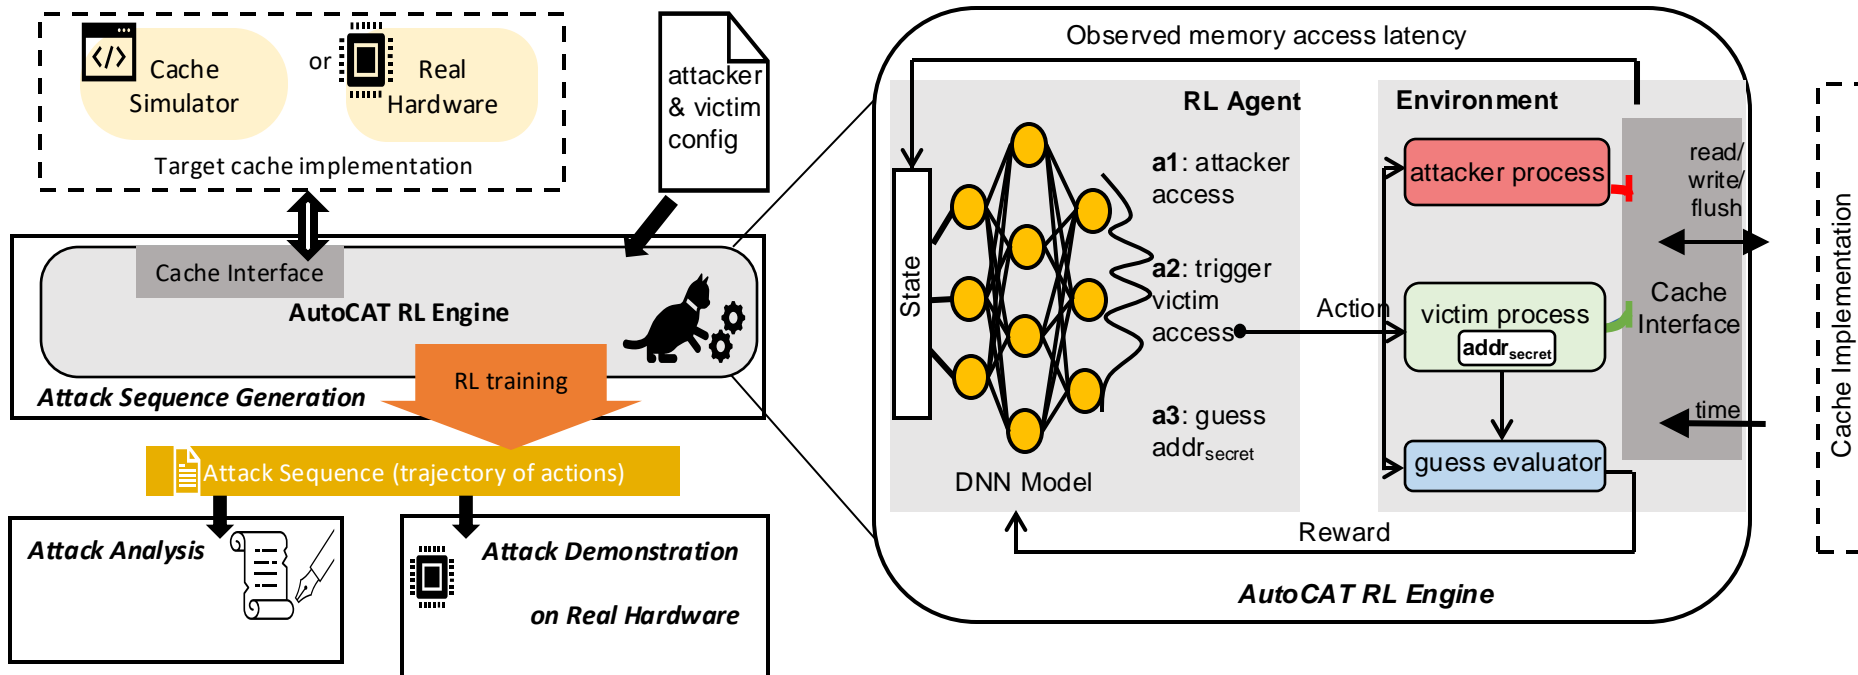 </>
Cache
Simulator
or
Real
Hardware
Target cache implementation
attacker
& victim
config
Cache Interface
AutoCAT RL Engine
RL training
Attack Sequence Generation
Attack Sequence (trajectory of actions)
Attack Analysis
Attack Demonstration
on Real Hardware
Observed memory access latency
RL Agent
Environment
State
a1: attacker
access
a2: trigger
victim
access
a3: guess
addrsecret
DNN Model
Action
attacker process
victim process
addrsecret
guess evaluator
read/
write/
flush
Cache
Interface
time
Reward
AutoCAT RL Engine
Cache Implementation